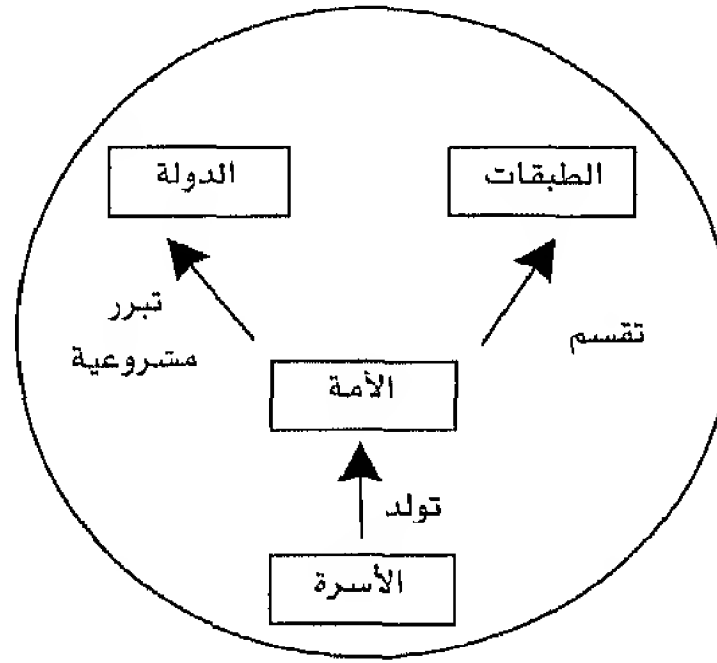 الطبقات
الدولة
تبرر
مشروعية
تقسم
الأمة
تولد
الأسرة